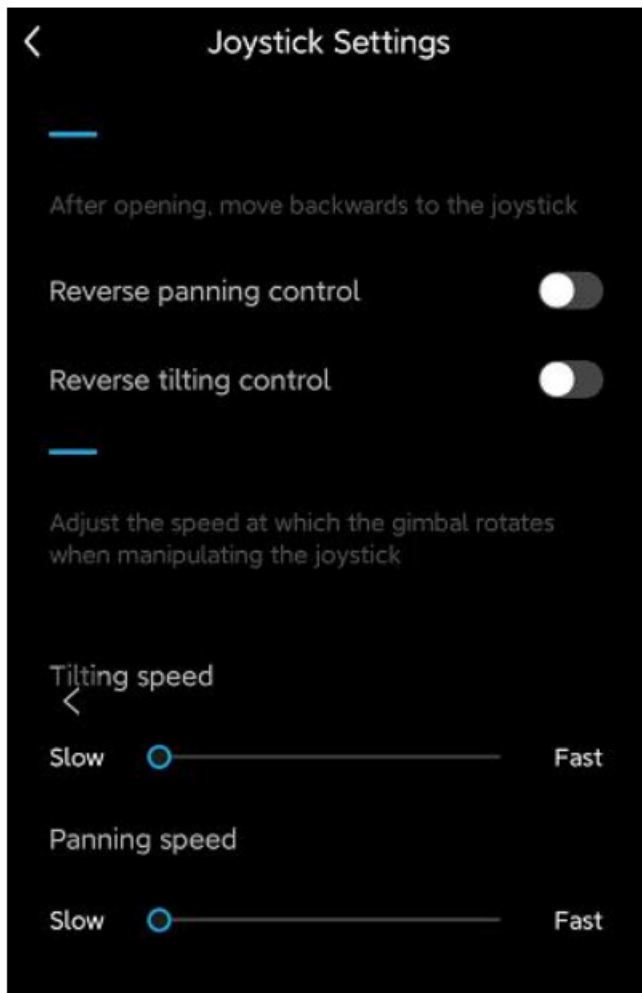 Joystick Settings
After opening, move backwards to the joystick
Reverse panning control
Reverse tilting control
Adjust the speed at which the gimbal rotates
when manipulating the joystick
Tilting speed
Slow Fast
Panning speed
Slow Fast